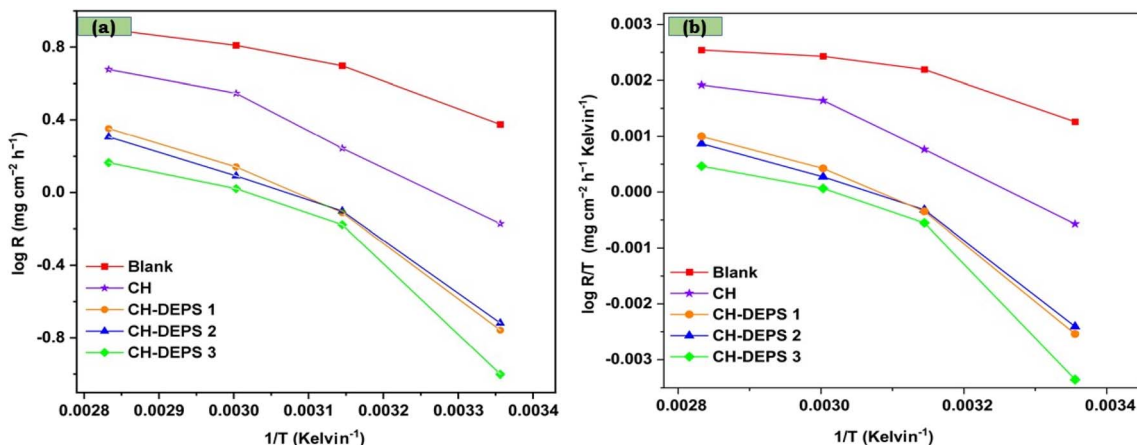 (a)
0.8
0.4
0.0
-0.4
-0.8
log R (mg cm⁻² h⁻¹)
Blank
CH
CH-DEPS 1
CH-DEPS 2
CH-DEPS 3
0.0028 0.0029 0.0030 0.0031 0.0032 0.0033 0.0034
1/T (Kelvin⁻¹)
(b)
0.003
0.002
0.002
0.001
0.000
-0.001
-0.002
-0.003
log R/T (mg cm⁻² h⁻¹ Kelvin⁻¹)
Blank
CH
CH-DEPS 1
CH-DEPS 2
CH-DEPS 3
0.0028 0.0030 0.0032 0.0034
1/T (Kelvin⁻¹)